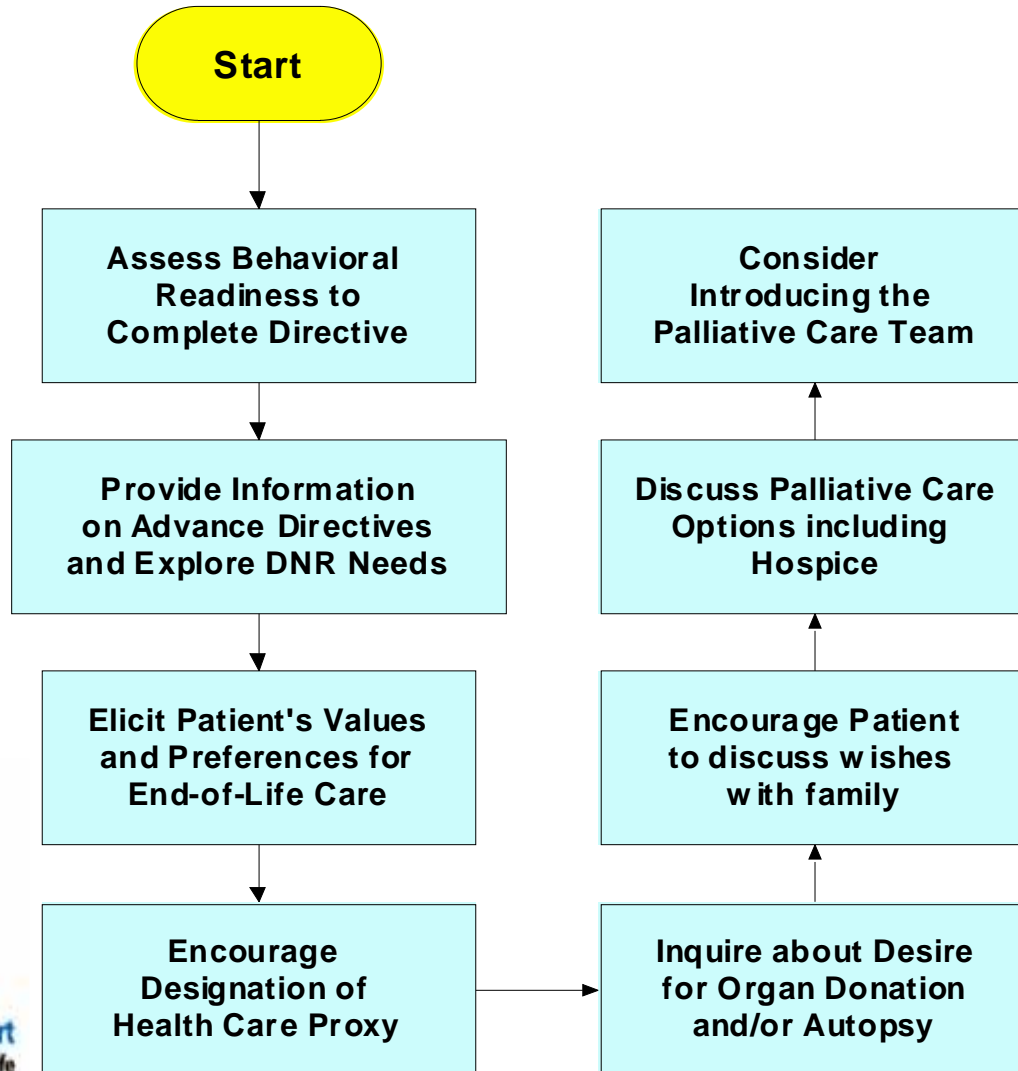 Start
Assess Behavioral
Readiness to
Complete Directive
Provide Information
on Advance Directives
and Explore DNR Needs
Elicit Patient's Values
and Preferences for
End-of-Life Care
Encourage
Designation of
Health Care Proxy
Inquire about Desire
for Organ Donation
and/or Autopsy
Encourage Patient
to discuss wishes
with family
Discuss Palliative Care
Options including
Hospice
Consider
Introducing the
Palliative Care Team